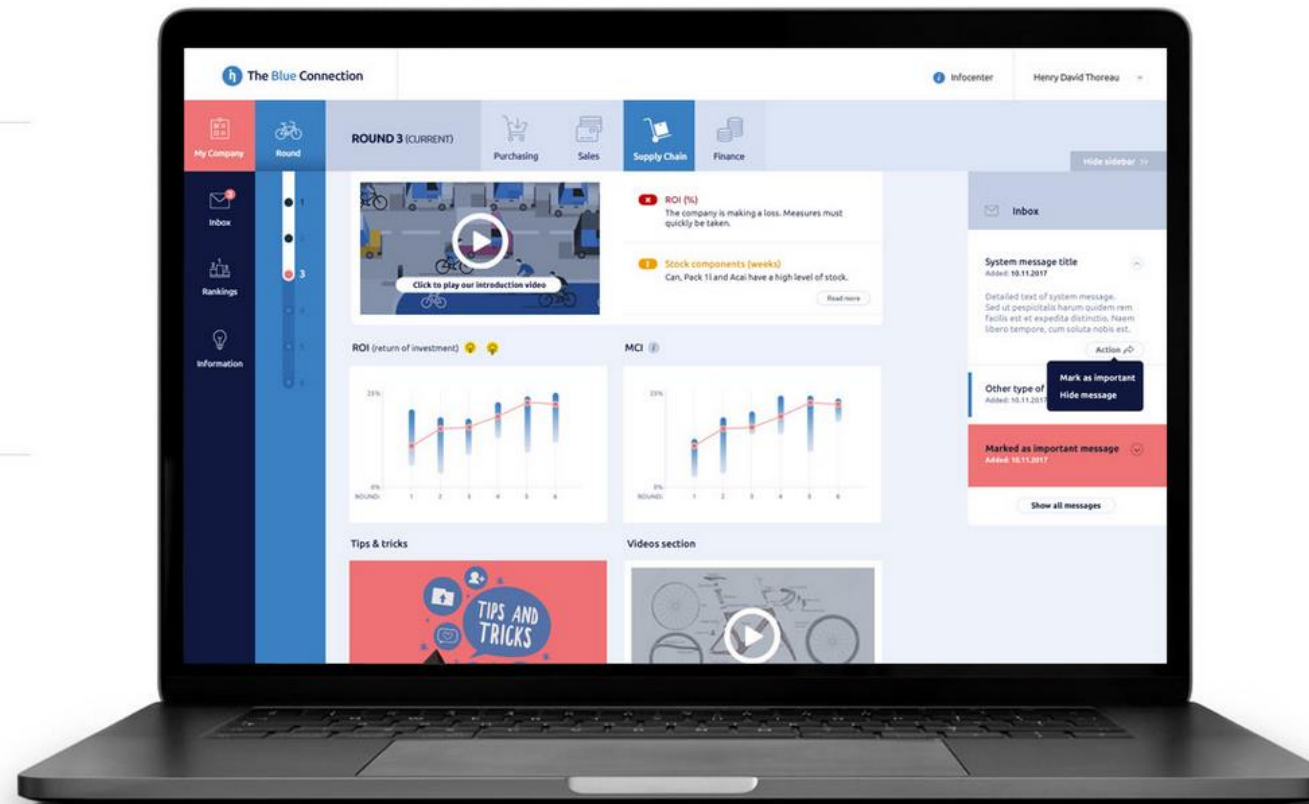 The Blue Connection
Infocenter
Henry David Thoreau
My Company
Round
ROUND 3 (CURRENT)
Purchasing
Sales
Supply Chain
Finance
Hide sidebar
3
Inbox
Rankings
Information
1
3
Click to play our introduction video
ROI (%)
The company is making a loss. Measures must
quickly be taken.
Stock components (weeks)
Can, Pack 1l and Acai have a high level of stock.
Read more
Inbox
System message title
Added: 10.11.2017
Detailed text of system message.
Sed ut pespicitalis harum quidem rem
facilis est et expedita distinctio. Naem
libero tempore, cum soluta nobis est.
Action
Mark as important
Hide message
Other type of
Added: 10.11.2017
Marked as important message
Added: 10.11.2017
Show all messages
ROI (return of investment)
25%
0%
ROUND: 1 2 3 4 5 6
MCI
25%
0%
ROUND: 1 2 3 4 5 6
Tips & tricks
TIPS AND
TRICKS
Videos section